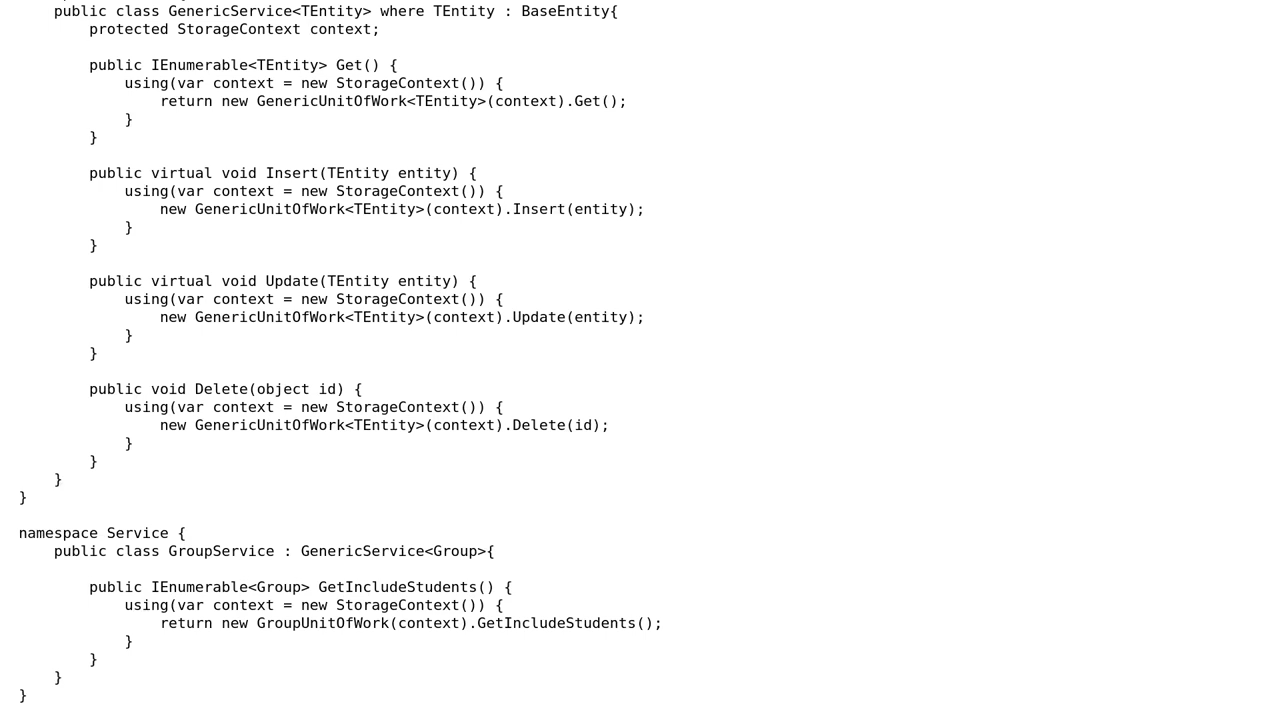 public class GenericService<TEntity> where TEntity : BaseEntity{
protected StorageContext context;
public IEnumerable<TEntity> Get() {
using(var context = new StorageContext()) {
return new GenericUnitOfWork<TEntity>(context).Get();
}
}
public virtual void Insert(TEntity entity) {
using(var context = new StorageContext()) {
new GenericUnitOfWork<TEntity>(context).Insert(entity);
}
}
public virtual void Update(TEntity entity) {
using(var context = new StorageContext()) {
new GenericUnitOfWork<TEntity>(context).Update(entity);
}
}
public void Delete(object id) {
using(var context = new StorageContext()) {
new GenericUnitOfWork<TEntity>(context).Delete(id);
}
}
}
}
namespace Service {
public class GroupService : GenericService<Group>{
public IEnumerable<Group> GetIncludeStudents() {
using(var context = new StorageContext()) {
return new GroupUnitOfWork(context).GetIncludeStudents();
}
}
}
}